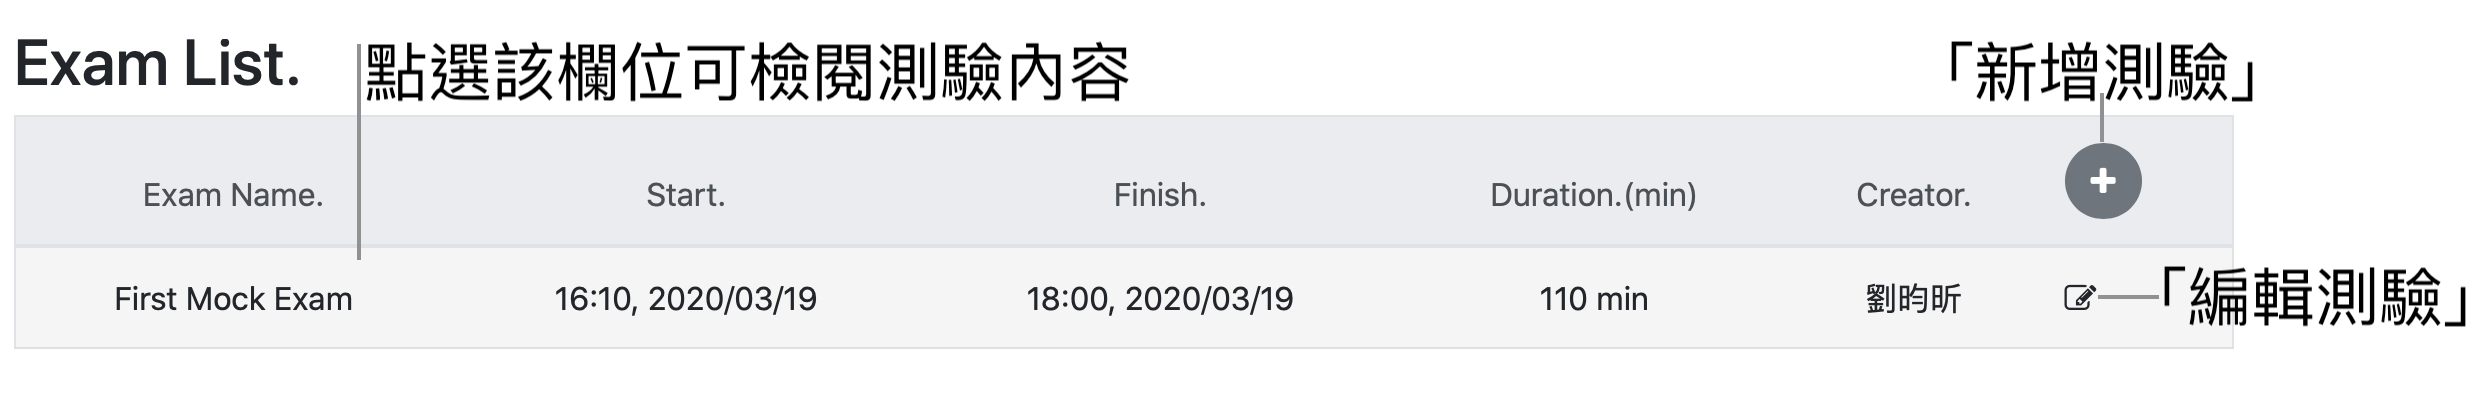 Exam List. 點選該欄位可檢閱測驗內容 「新增測驗」
Exam Name. Start. Finish. Duration.(min) Creator.
First Mock Exam 16:10, 2020/03/19 18:00, 2020/03/19 110 min 劉昀昕 「編輯測驗」